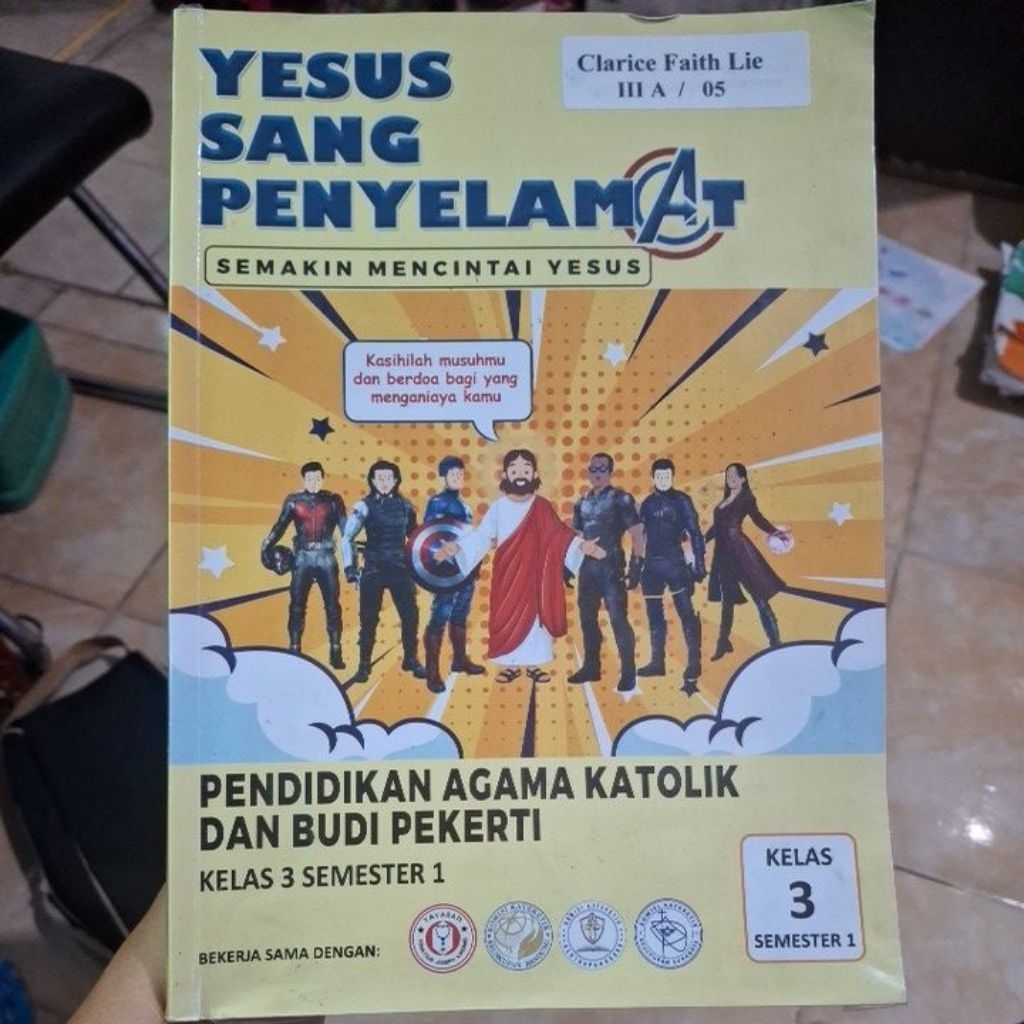 YESUS
SANG
PENYELAMAT
Clarice Faith Lie
III A / 05
SEMAKIN MENCINTAI YESUS
Kasihilah musuhmu
dan berdoa bagi yang
menganiaya kamu
PENDIDIKAN AGAMA KATOLIK
DAN BUDI PEKERTI
KELAS 3 SEMESTER 1
KELAS
3
SEMESTER 1
BEKERJA SAMA DENGAN:
YAYASAN